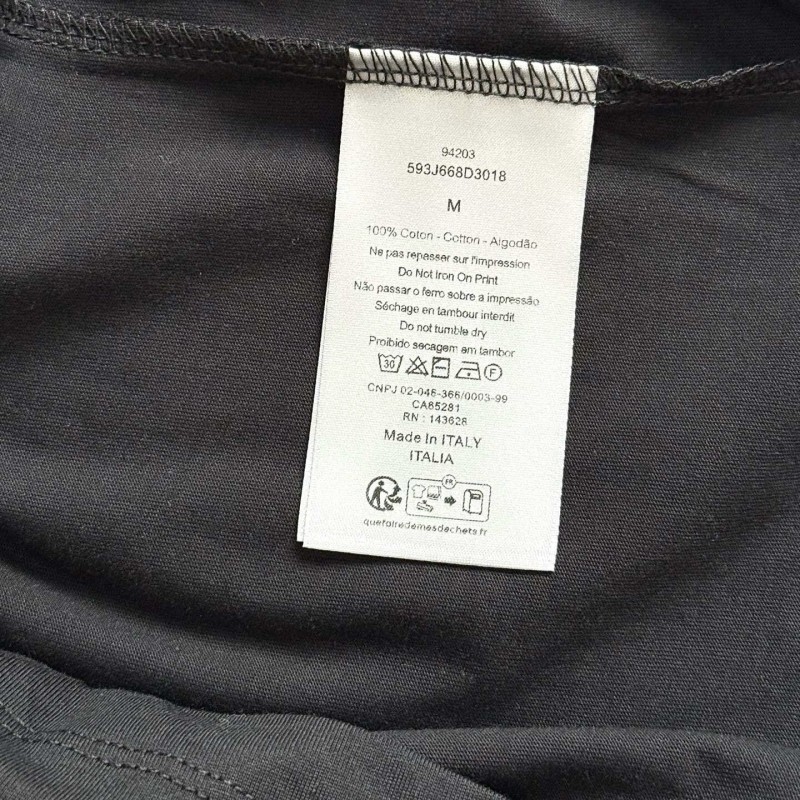 94203
593J668D3018
M
100% Coton - Cotton - Algodão
Ne pas repasser sur l'impression
Do Not Iron On Print
Não passar o ferro sobre a impressão
Séchage en tambour interdit
Do not tumble dry
Proibido secagem em tambor
30 F
CNPJ 02-046-366/0003-99
CA65281
RN : 143628
Made In ITALY
ITALIA
FR
quefairedemesdechets.fr